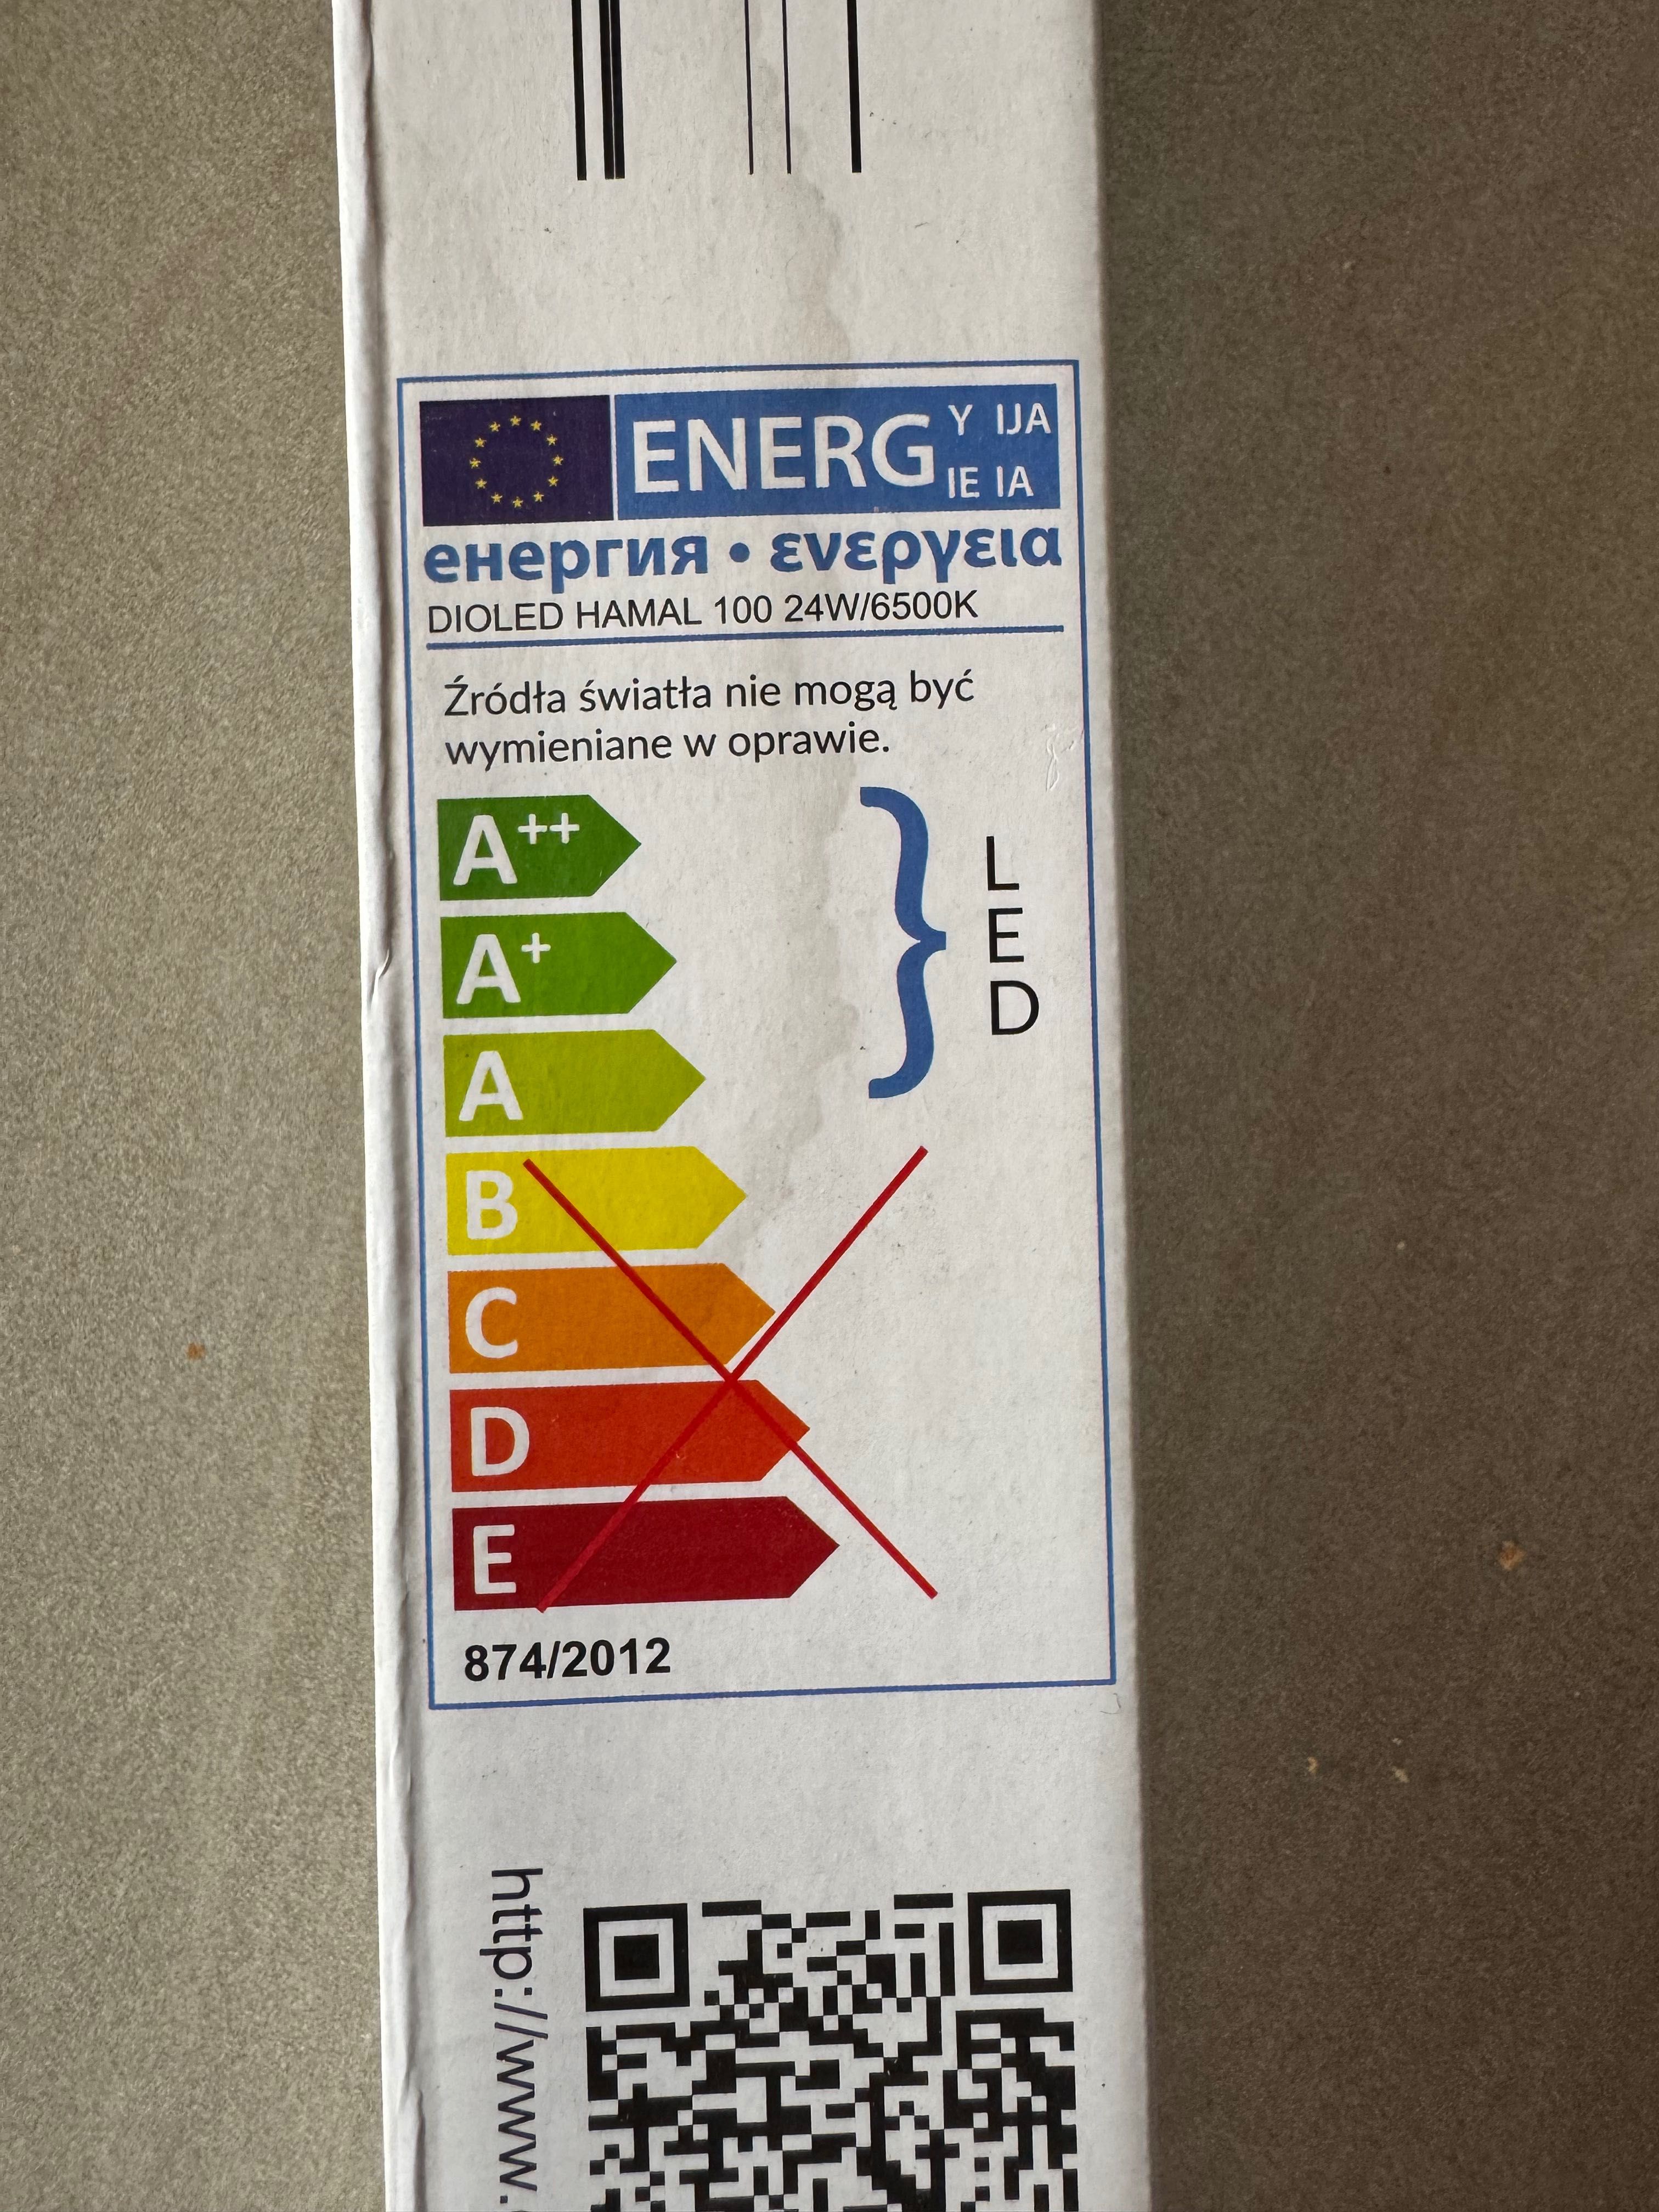 ENERG Y IJA
IE IA
енергия • ενεργεια
DIOLED HAMAL 100 24W/6500K
Źródła światła nie mogą być
wymieniane w oprawie.
A++
A+
A
L
E
D
B
C
D
E
874/2012
http://www.